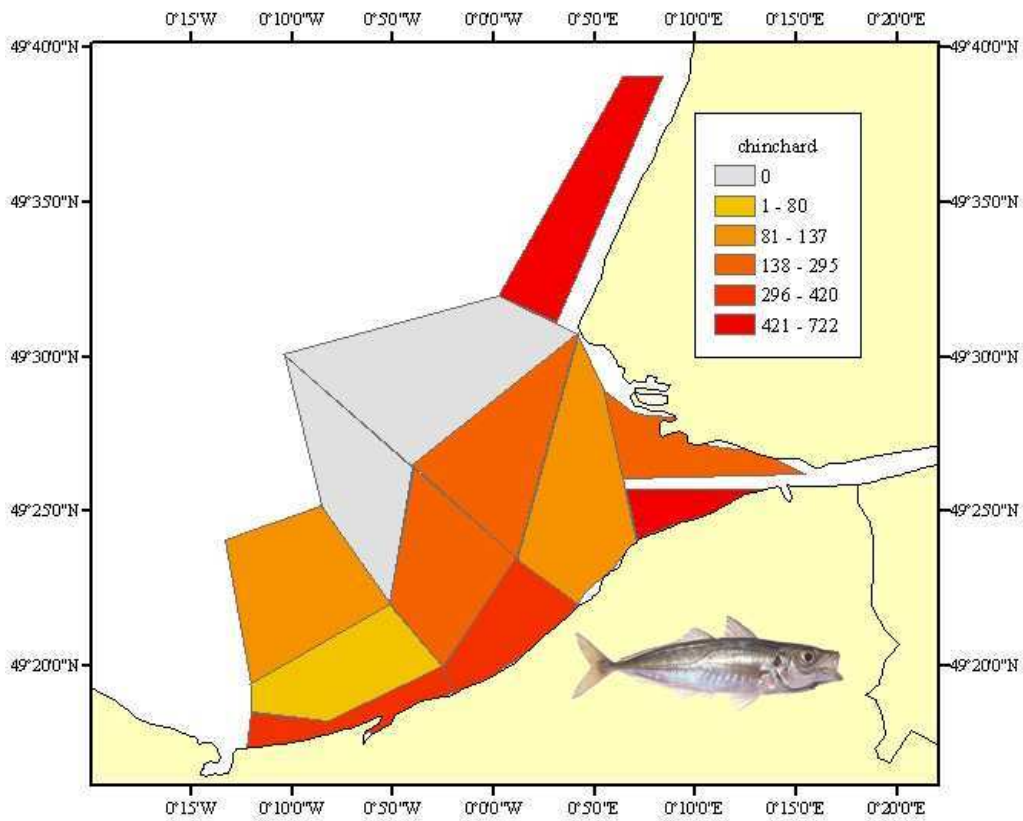 0°15'W 0°10'0"W 0°5'0"W 0°0'0" 0°5'0"E 0°10'0"E 0°15'0"E 0°20'0"E
49°40'0"N 49°40'0"N
49°35'0"N 49°35'0"N
49°30'0"N 49°30'0"N
49°25'0"N 49°25'0"N
49°20'0"N 49°20'0"N
chinchard
0
1 - 80
81 - 137
138 - 295
296 - 420
421 - 722
0°15'W 0°10'0"W 0°5'0"W 0°0'0" 0°5'0"E 0°10'0"E 0°15'0"E 0°20'0"E